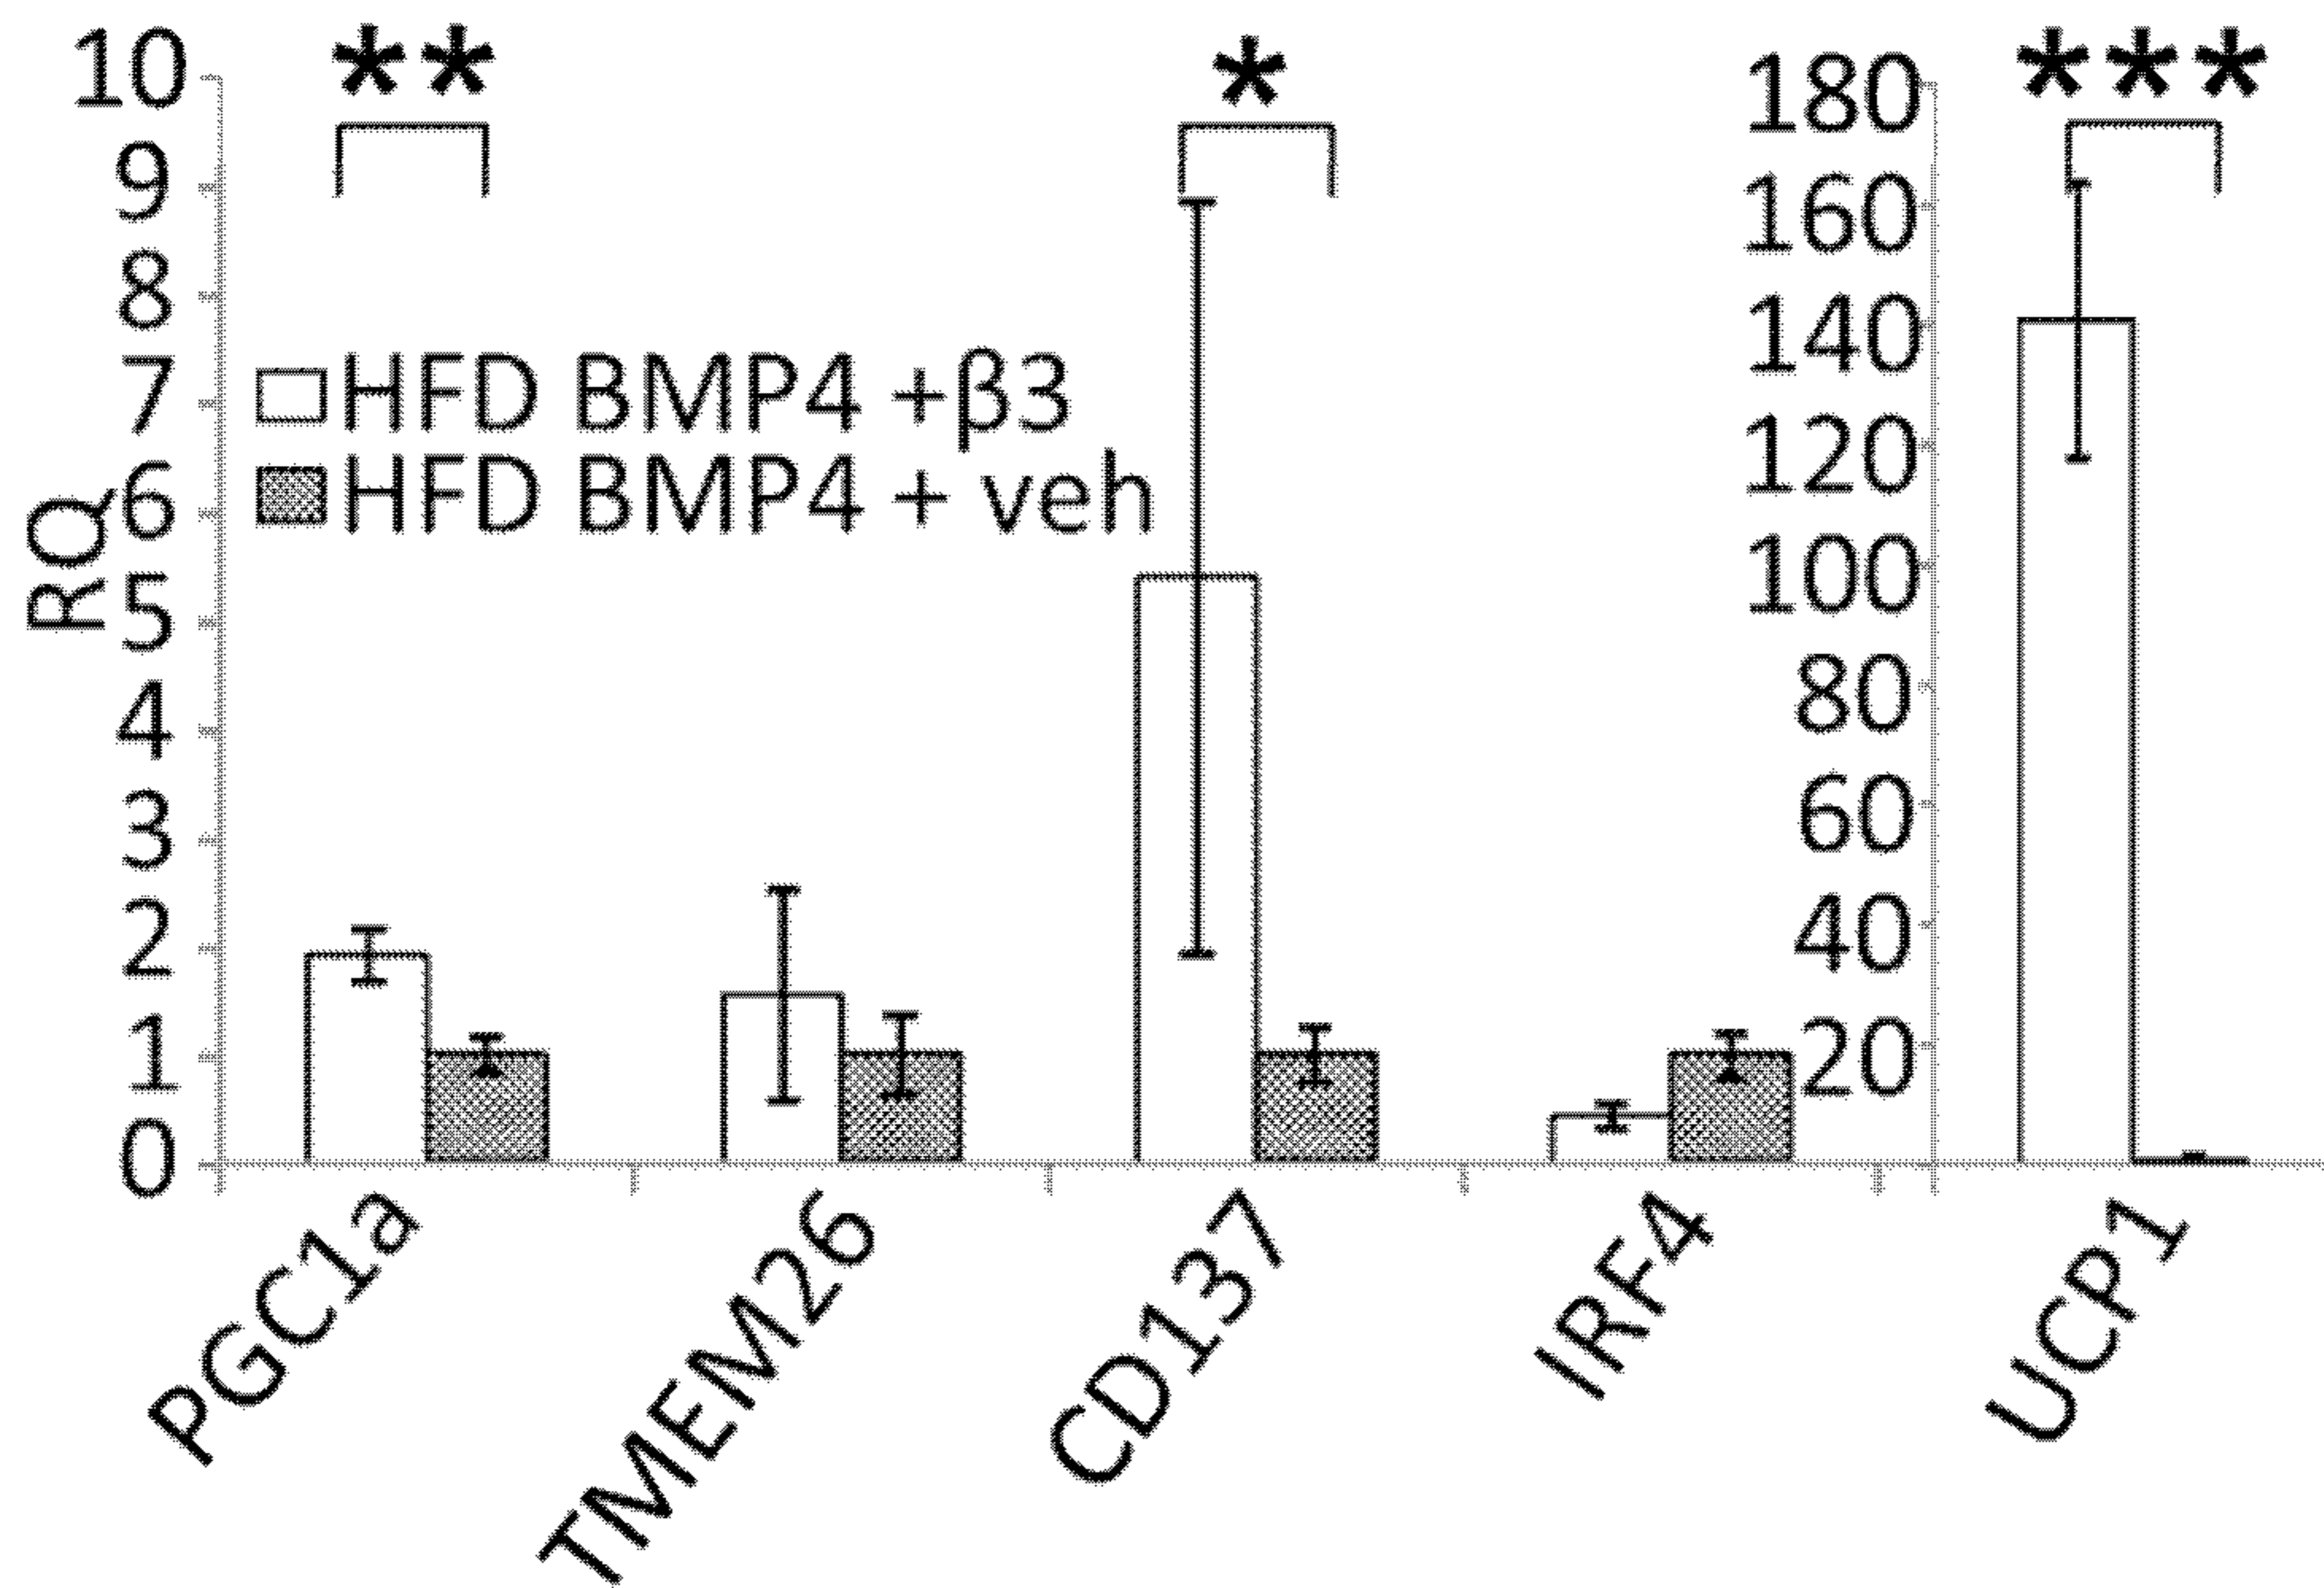 10
9
8
7
6
5
4
3
2
1
0
RQ
**
*
HFD BMP4 +β3
HFD BMP4 + veh
180
160
140
120
100
80
60
40
20
***
PGC1a
TMEM26
CD137
IRF4
UCP1